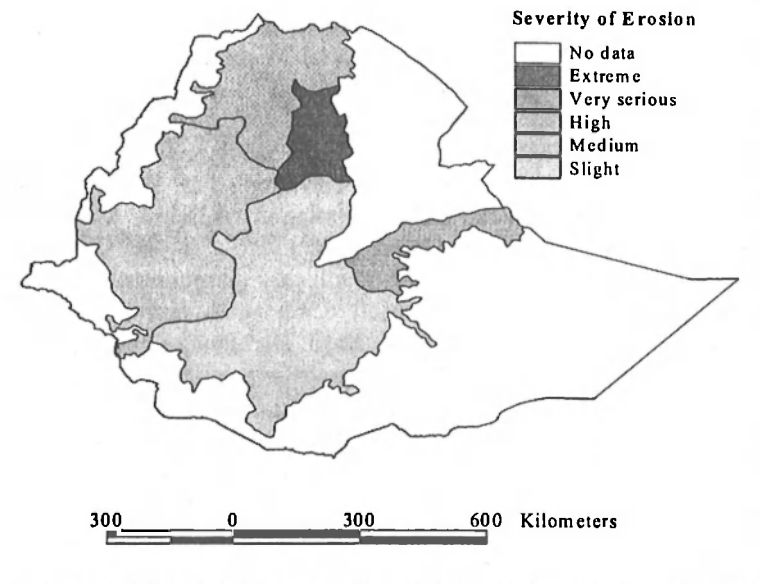 Severity of Erosion
No data
Extreme
Very serious
High
Medium
Slight
300 0 300 600 Kilometers